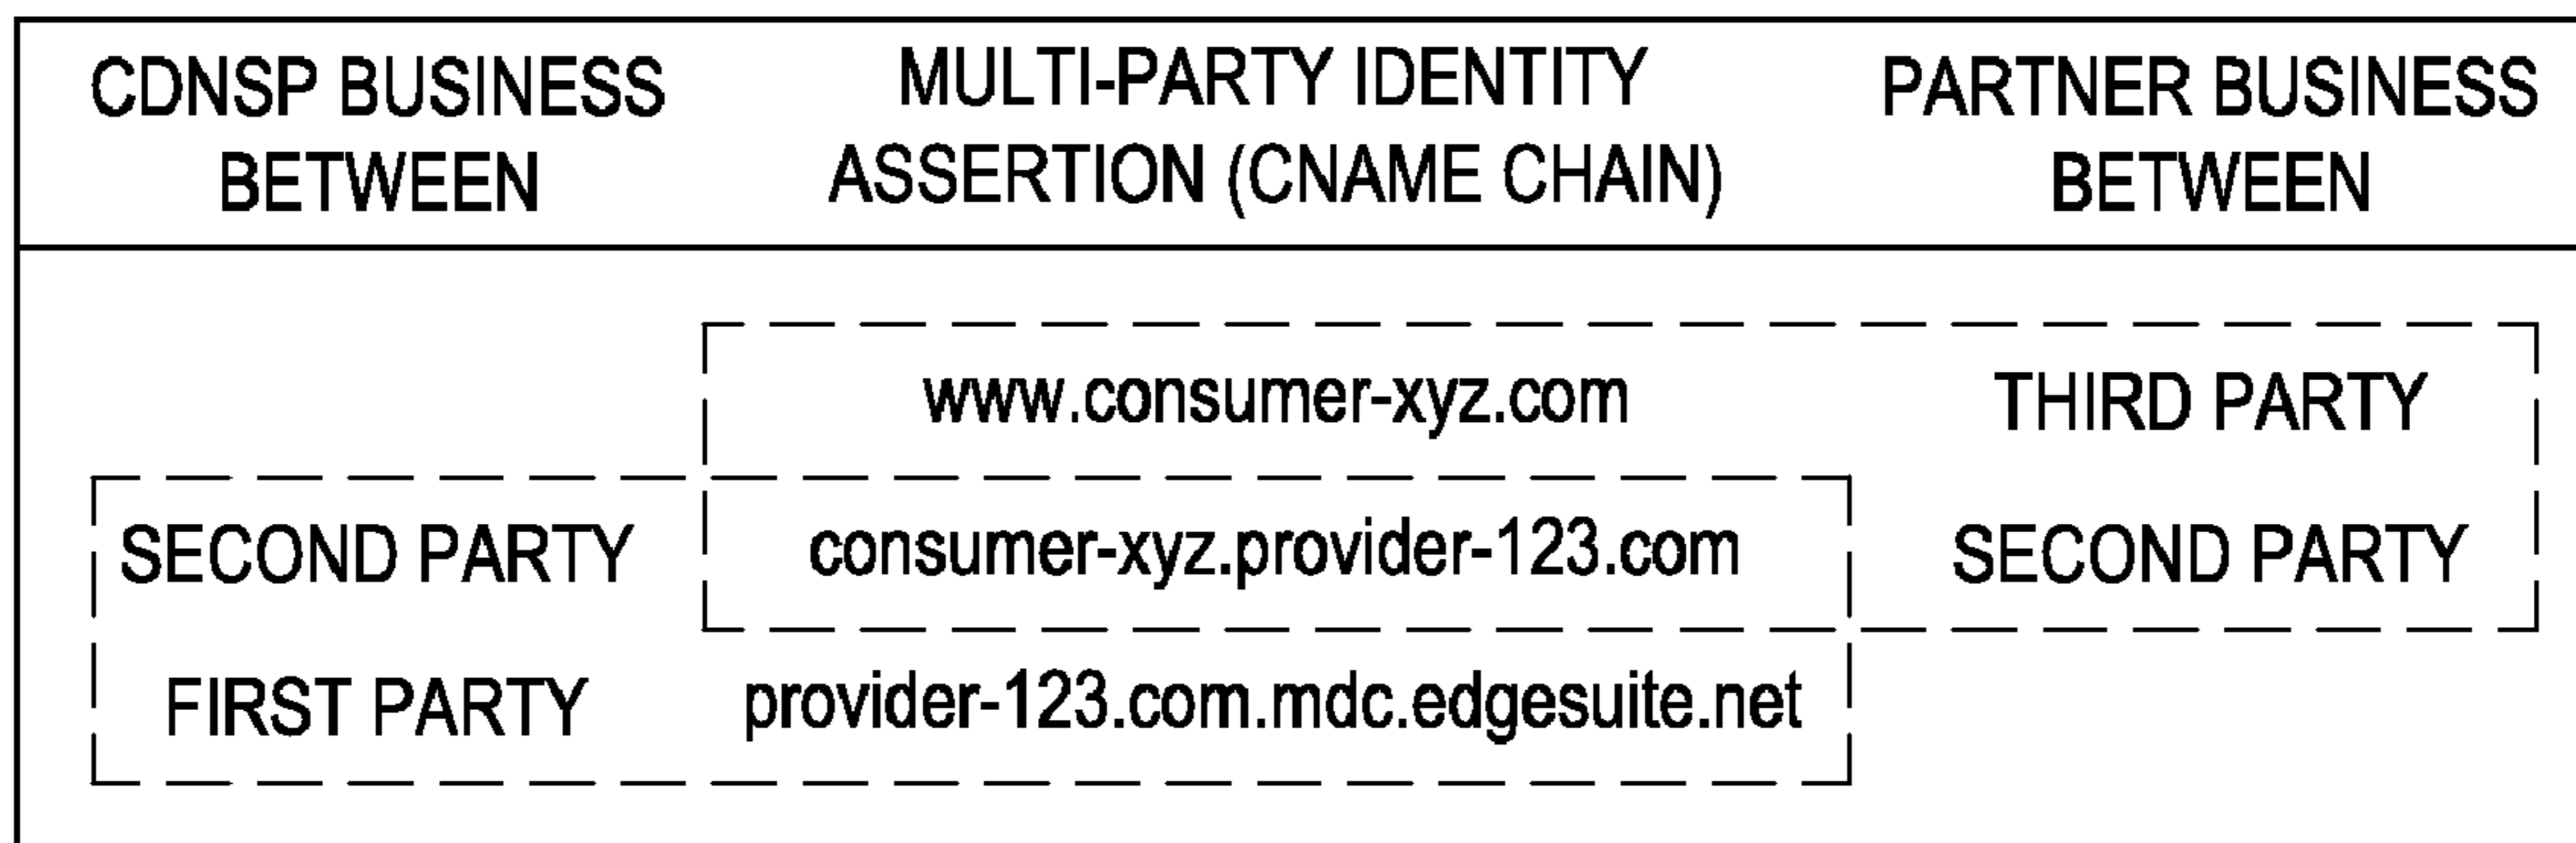 CDNSP BUSINESS BETWEEN
MULTI-PARTY IDENTITY ASSERTION (CNAME CHAIN)
PARTNER BUSINESS BETWEEN
www.consumer-xyz.com THIRD PARTY
SECOND PARTY consumer-xyz.provider-123.com SECOND PARTY
FIRST PARTY provider-123.com.mdc.edgesuite.net